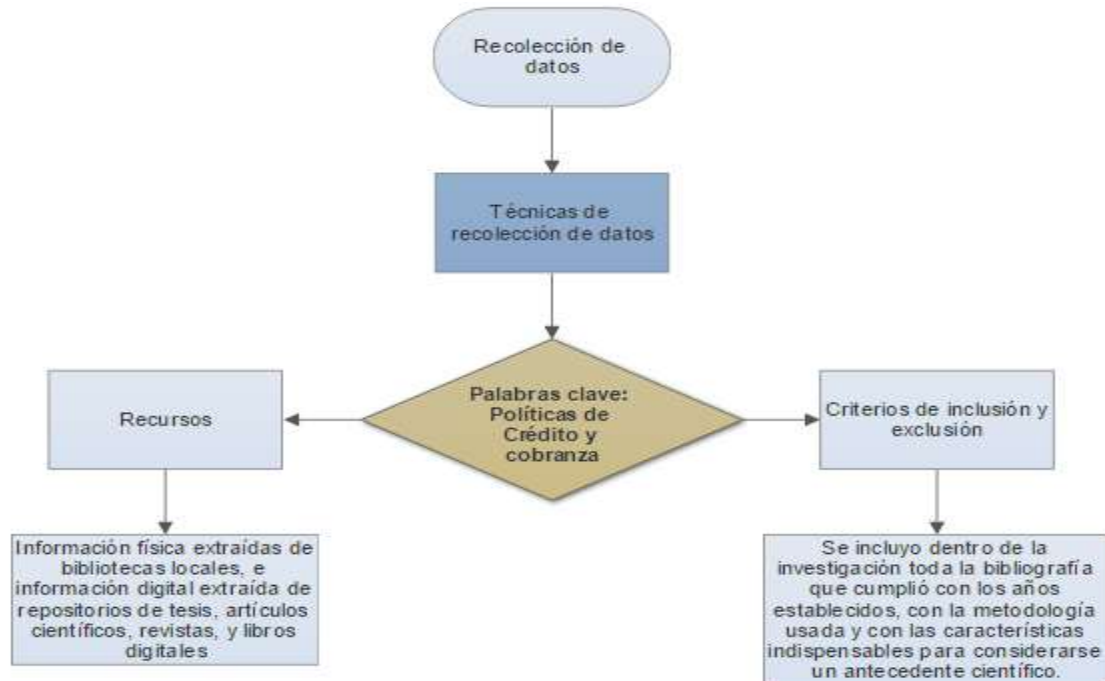 Recolección de
datos
Técnicas de
recolección de datos
Palabras clave:
Políticas de
Crédito y
cobranza
Recursos
Criterios de inclusión y
exclusión
Información física extraídas de
bibliotecas locales, e
información digital extraída de
repositorios de tesis, artículos
científicos, revistas, y libros
digitales
Se incluyo dentro de la
investigación toda la bibliografía
que cumplió con los años
establecidos, con la metodología
usada y con las características
indispensables para considerarse
un antecedente científico.